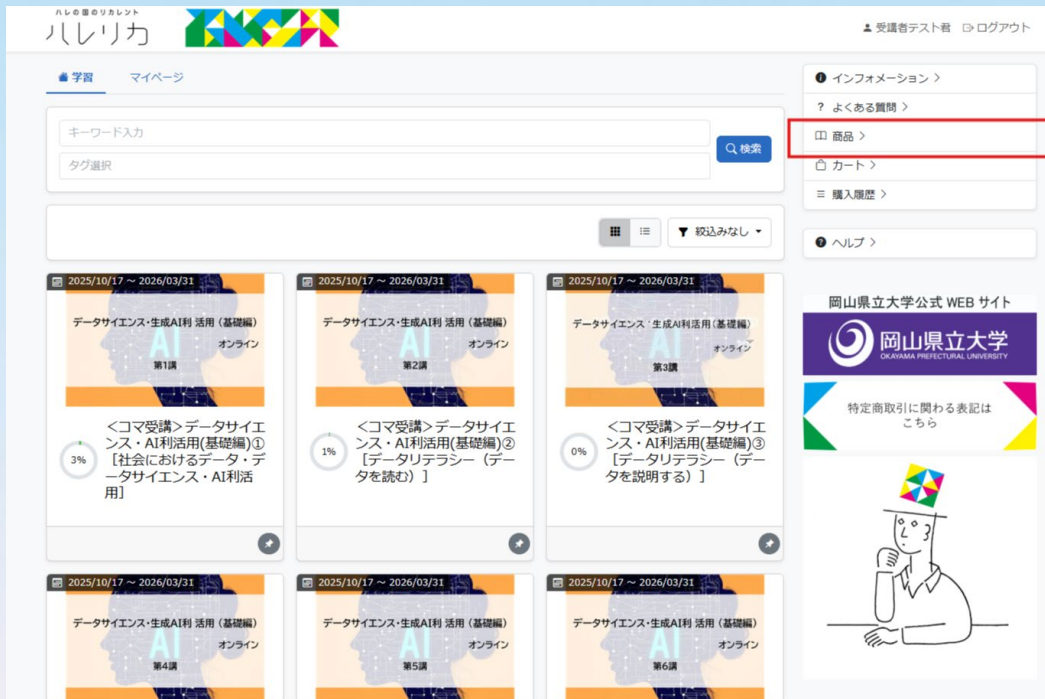 ハレの国のリカレント
ハレリカ
受講者テスト君 ログアウト
学習 マイページ
キーワード入力
タグ選択
検索
絞込みなし
2025/10/17 ～ 2026/03/31
データサイエンス・生成AI利 活用（基礎編）
オンライン
AI
第1講
3%
＜コマ受講＞データサイエ
ンス・AI利活用(基礎編)①
［社会におけるデータ・デ
ータサイエンス・AI利活
用］
2025/10/17 ～ 2026/03/31
データサイエンス・生成AI利 活用（基礎編）
オンライン
AI
第2講
1%
＜コマ受講＞データサイエ
ンス・AI利活用(基礎編)②
［データリテラシー（デー
タを読む）］
2025/10/17 ～ 2026/03/31
データサイエンス・生成AI利活用（基礎編）
オンライン
AI
第3講
0%
＜コマ受講＞データサイエ
ンス・AI利活用(基礎編)③
［データリテラシー（デー
タを説明する）］
2025/10/17 ～ 2026/03/31
データサイエンス・生成AI利 活用（基礎編）
オンライン
AI
第4講
2025/10/17 ～ 2026/03/31
データサイエンス・生成AI利 活用（基礎編）
オンライン
AI
第5講
2025/10/17 ～ 2026/03/31
データサイエンス・生成AI利 活用（基礎編）
オンライン
AI
第6講
インフォメーション
? よくある質問
商品
カート
購入履歴
ヘルプ
岡山県立大学公式 WEB サイト
岡山県立大学
OKAYAMA PREFECTURAL UNIVERSITY
特定商取引に関わる表記は
こちら